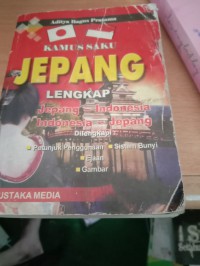 Aditya Bagus Pratama
KAMUS SAKU
JEPANG
LENGKAP
Jepang - Indonesia
Indonesia - Jepang
Dilengkapi
• Petunjuk Penggunaan • Sistem Bunyi
• Gambar
USTAKA MEDIA